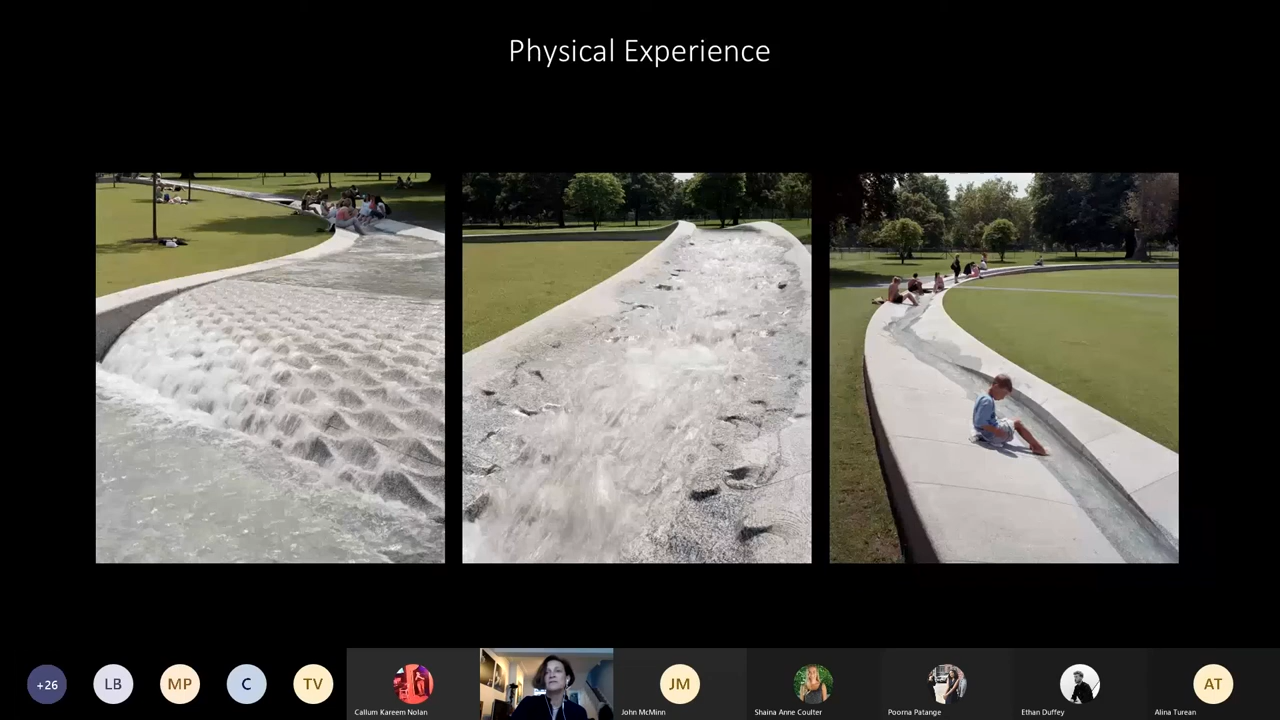 Physical Experience
+26
LB
MP
C
TV
Callum Kareem Nolan
JM
John McMinn
Shaina Anne Coulter
Poorna Patange
Ethan Duffey
AT
Alina Turean